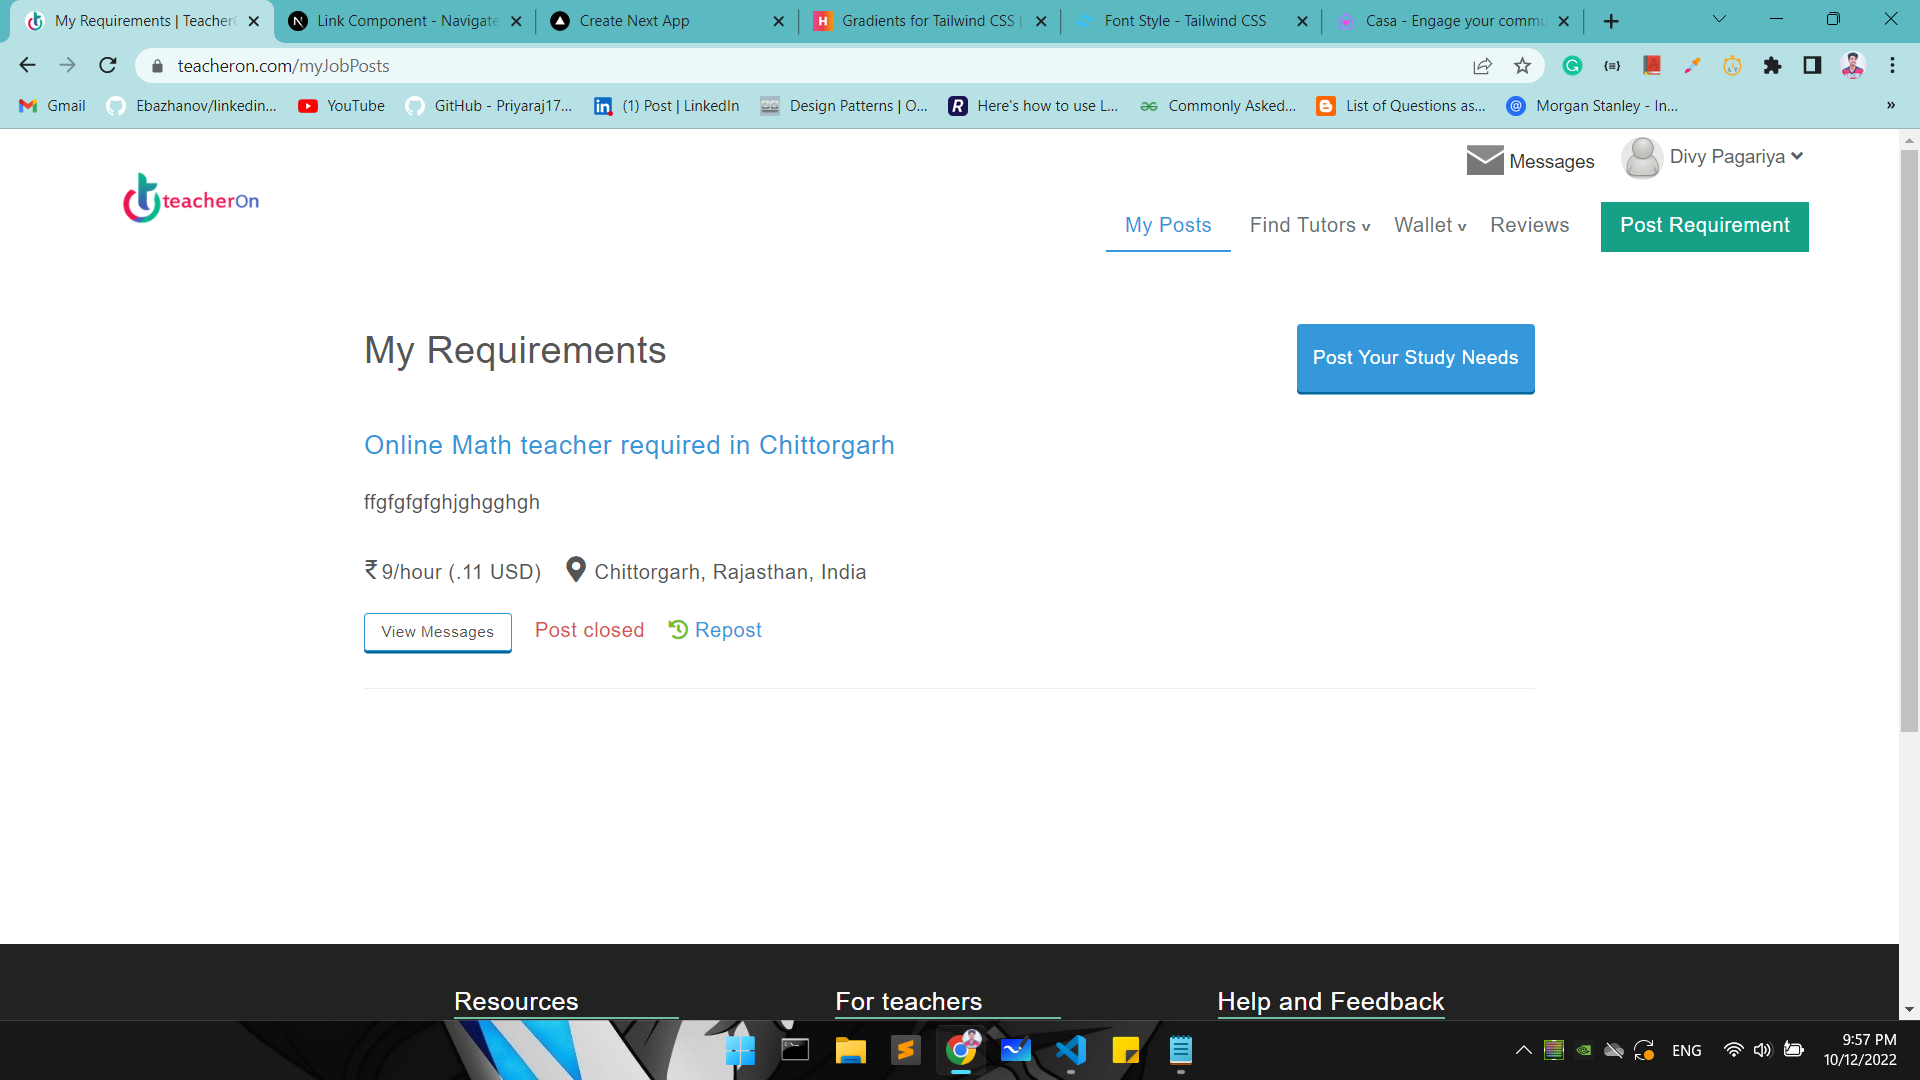 My Requirements | Teacher
Link Component - Navigate
Create Next App
Gradients for Tailwind CSS |
Font Style - Tailwind CSS
Casa - Engage your commu
teacheron.com/myJobPosts
Gmail
Ebazhanov/linkedin...
YouTube
GitHub - Priyaraj17...
(1) Post | LinkedIn
Design Patterns | O...
Here's how to use L...
Commonly Asked...
List of Questions as...
Morgan Stanley - In...
»
Messages
Divy Pagariya
teacherOn
My Posts
Find Tutors v
Wallet v
Reviews
Post Requirement
My Requirements
Post Your Study Needs
Online Math teacher required in Chittorgarh
ffgfgfgfghjghgghgh
₹9/hour (.11 USD)
Chittorgarh, Rajasthan, India
View Messages
Post closed
Repost
Resources
For teachers
Help and Feedback
ENG
9:57 PM
10/12/2022